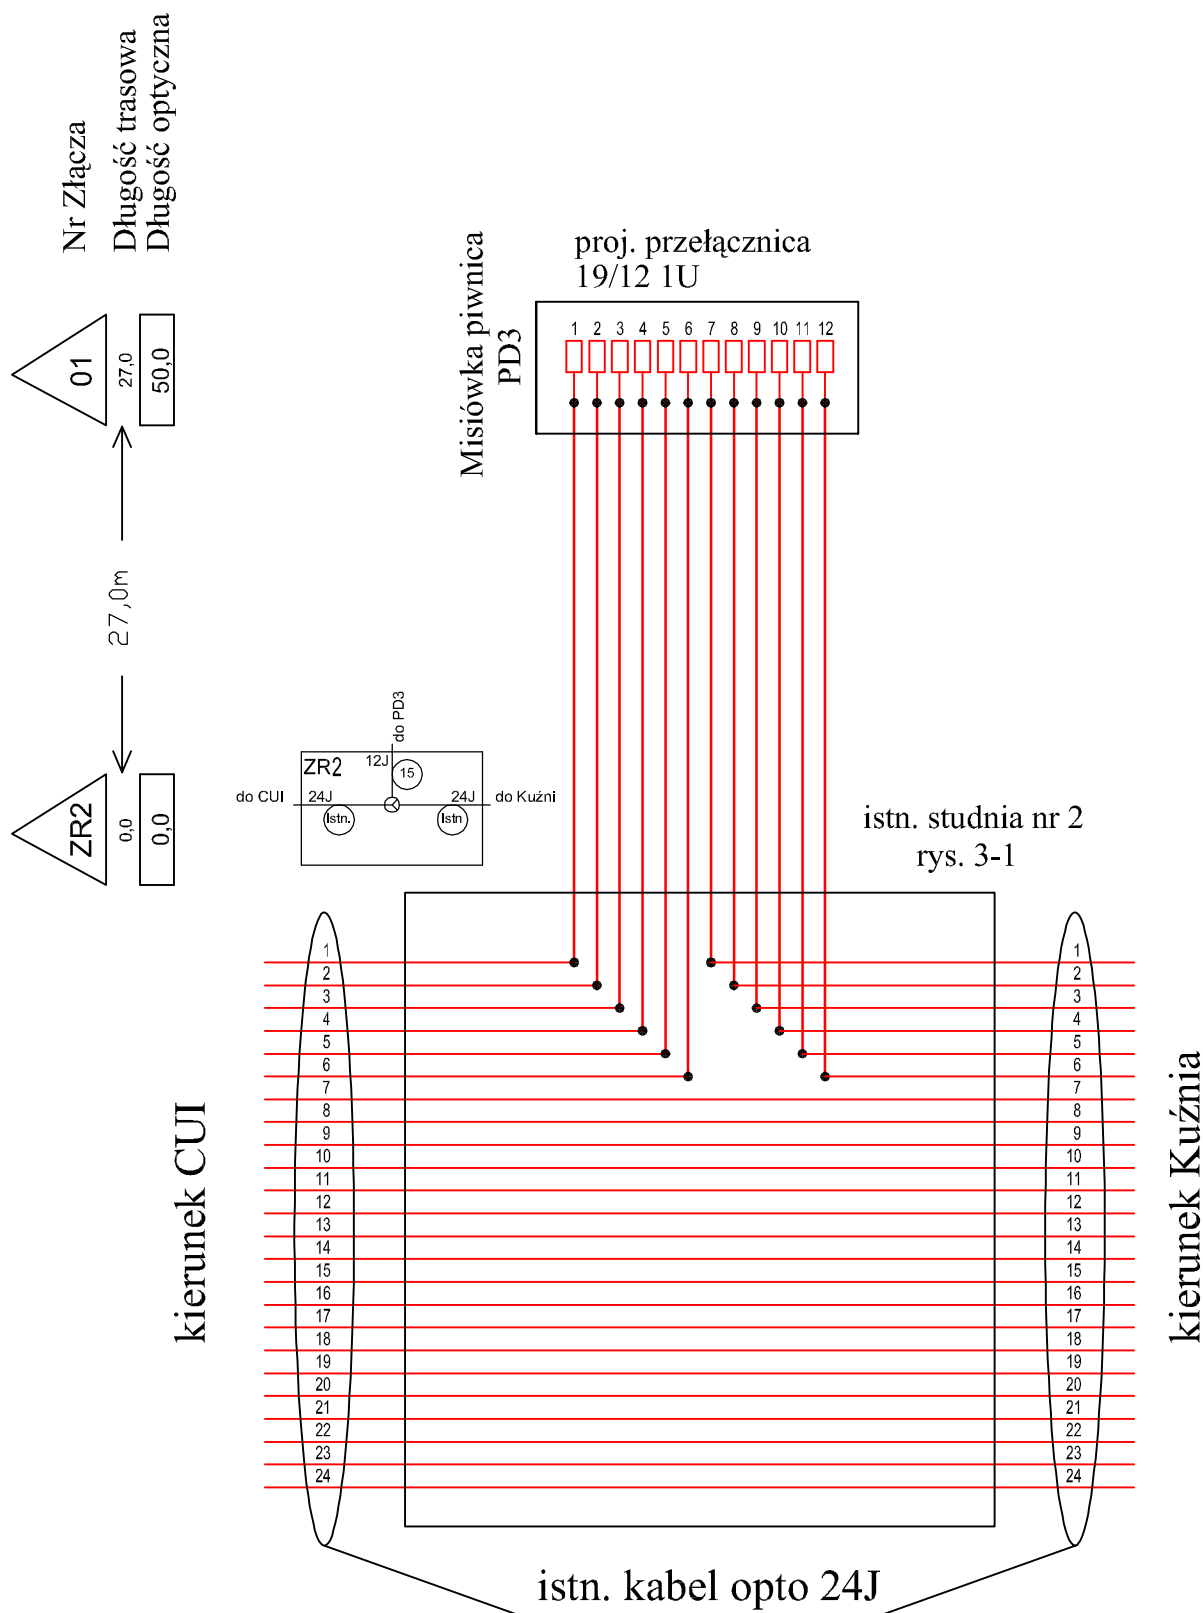 Nr Złącza
Długość trasowa
Długość optyczna
01
27,0
50,0
27,0m
ZR2
0,0
0,0
proj. przełącznica
19/12 1U
Misiówka piwnica
PD3
1 2 3 4 5 6 7 8 9 10 11 12
do PD3
ZR2
12J
15
do CUI
24J
24J
do Kuźni
Istn.
Istn
istn. studnia nr 2
rys. 3-1
kierunek CUI
1
2
3
4
5
6
7
8
9
10
11
12
13
14
15
16
17
18
19
20
21
22
23
24
1
2
3
4
5
6
7
8
9
10
11
12
13
14
15
16
17
18
19
20
21
22
23
24
kierunek Kuźnia
istn. kabel opto 24J